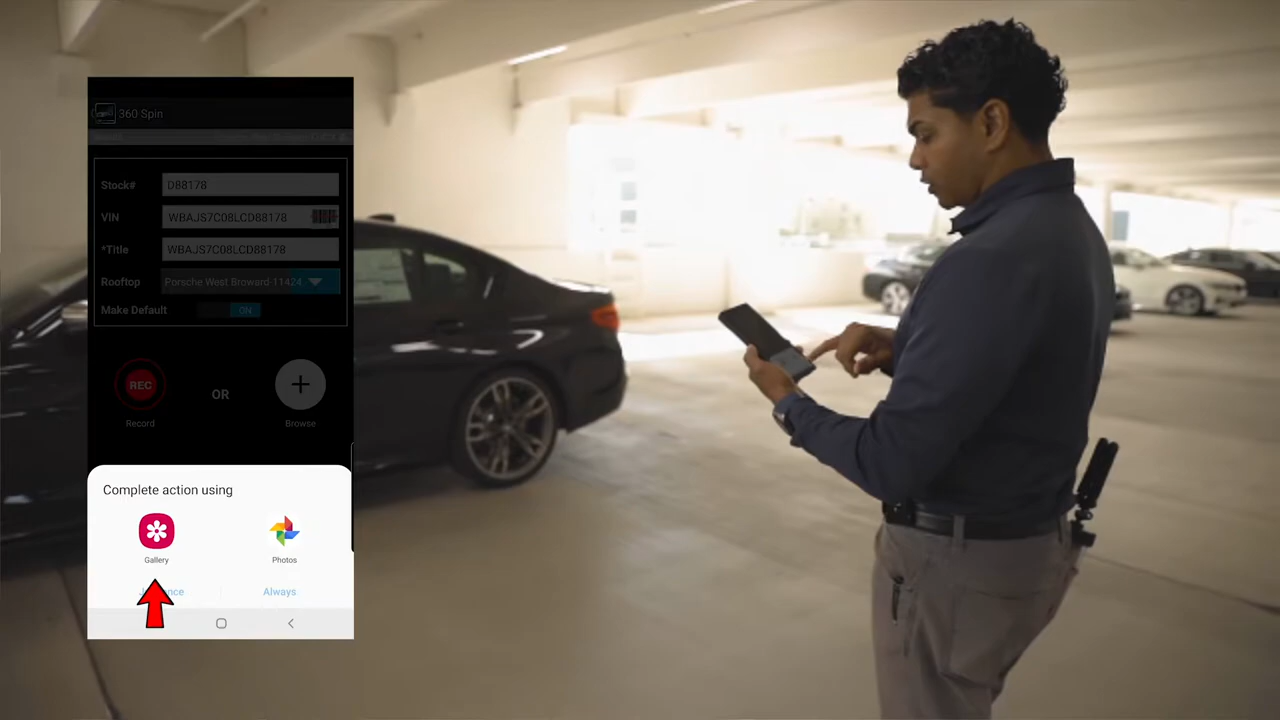 360 Spin
Stock#
D88178
VIN
WBAJS7C08LCD88178
*Title
WBAJS7C08LCD88178
Rooftop
Porsche West Broward-11424
Make Default
ON
REC
OR
Record
Browse
Complete action using
Gallery
Photos
Always